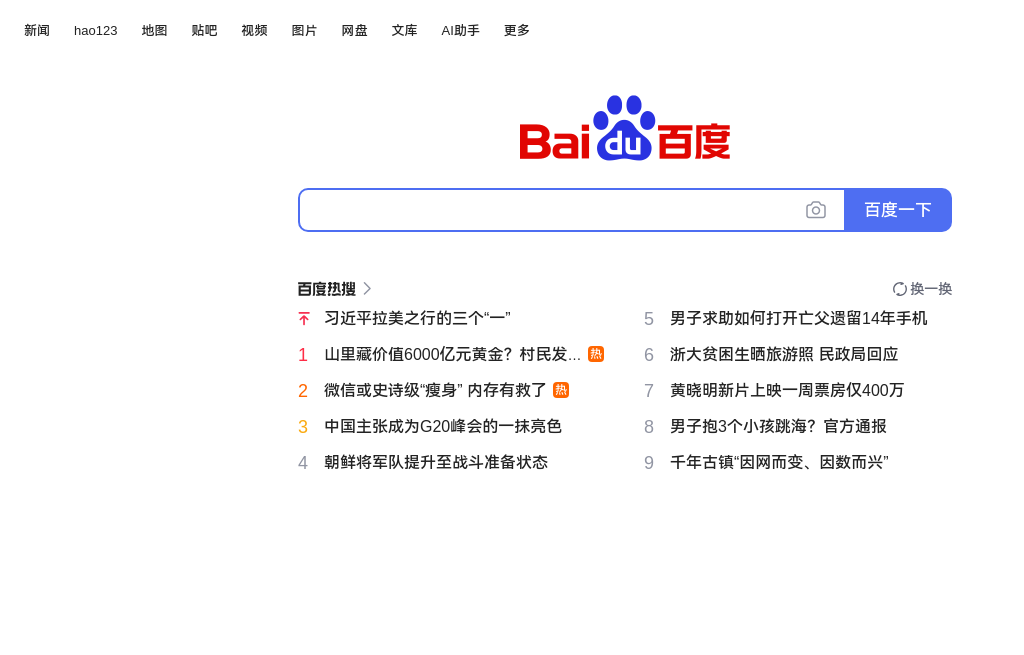 新闻 hao123 地图 贴吧 视频 图片 网盘 文库 AI助手 更多
Bai du 百度
百度一下
百度热搜 换一换
习近平拉美之行的三个“一”
1 山里藏价值6000亿元黄金？村民发... 热
2 微信或史诗级“瘦身” 内存有救了 热
3 中国主张成为G20峰会的一抹亮色
4 朝鲜将军队提升至战斗准备状态
5 男子求助如何打开亡父遗留14年手机
6 浙大贫困生晒旅游照 民政局回应
7 黄晓明新片上映一周票房仅400万
8 男子抱3个小孩跳海？官方通报
9 千年古镇“因网而变、因数而兴”